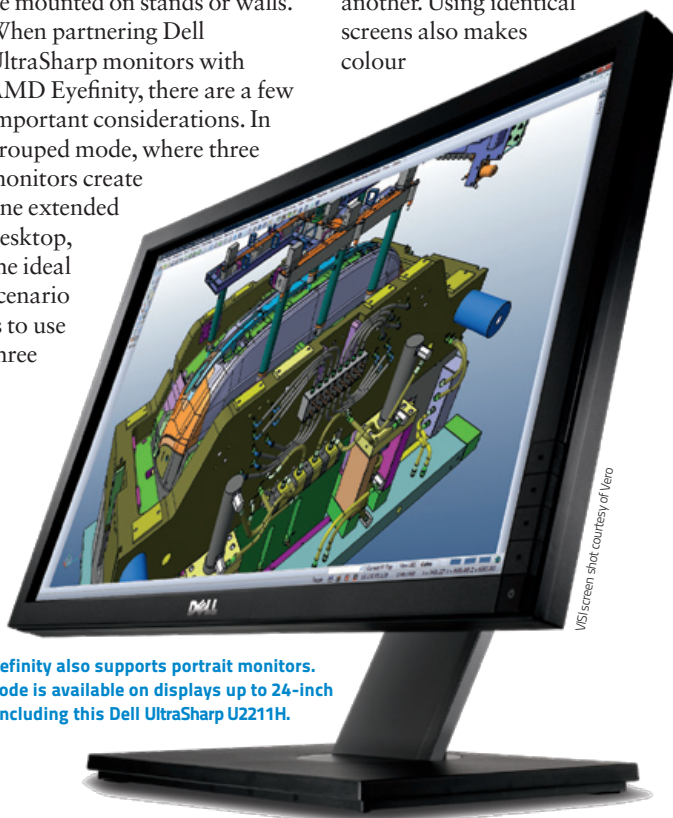 be mounted on stands or walls.
When partnering Dell
UltraSharp monitors with
AMD Eyefinity, there are a few
important considerations. In
grouped mode, where three
monitors create
one extended
desktop,
the ideal
scenario
is to use
three
another. Using identical
screens also makes
colour
DELL
VISI screen shot courtesy of Vero
efinity also supports portrait monitors.
ode is available on displays up to 24-inch
ncluding this Dell UltraSharp U2211H.